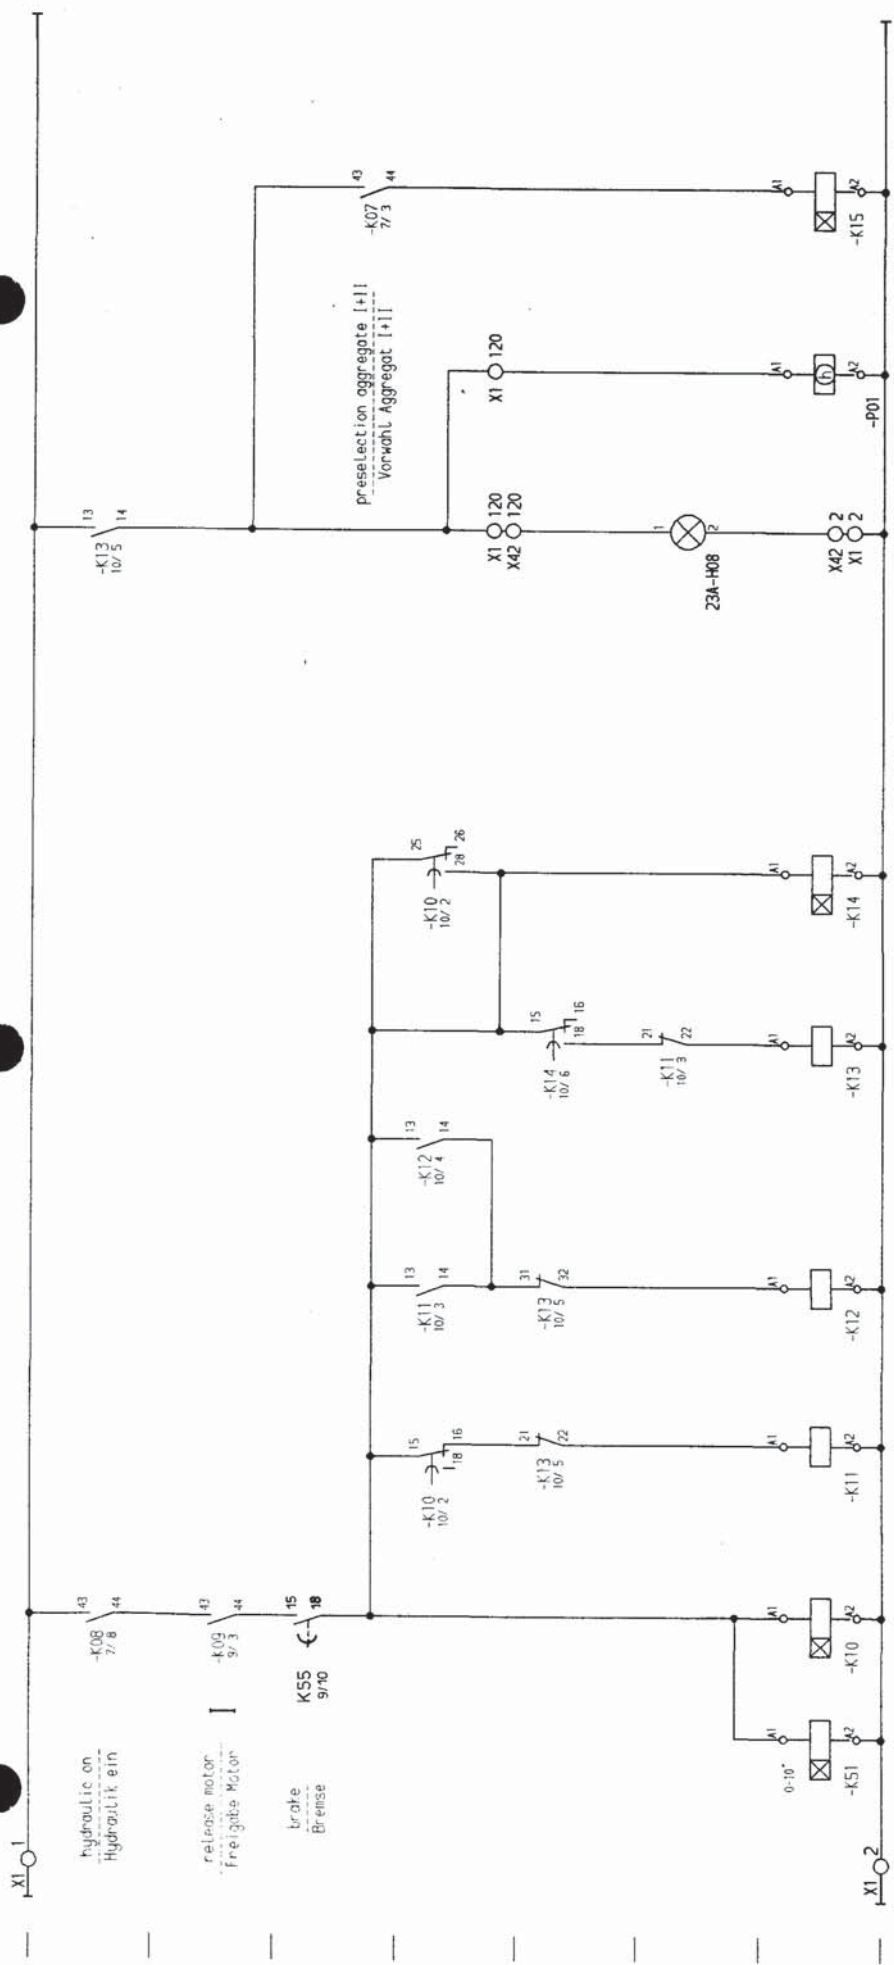 X1
1
hydraulic on
Hydraulik ein
-K08
7/ 8
43
44
release motor
Freigabe Motor
I
-K09
9/ 3
43
44
brake
Bremse
K55
9/10
15
18
-K10
10/ 2
15
16
18
-K13
10/ 5
21
22
-K11
10/ 3
13
14
-K13
10/ 5
31
32
-K12
10/ 4
13
14
-K14
10/ 6
15
16
18
-K11
10/ 3
21
22
-K10
10/ 2
25
26
28
-K13
10/ 5
13
14
preselection aggregate [+1]
Vorwahl Aggregat [+1]
-K07
7/ 3
43
44
X1 120
X42 120
X1 120
1
2
23A-H08
X42 2
X1 2
0-10"
A1
A2
-K51
A1
A2
-K10
A1
A2
-K11
A1
A2
-K12
A1
A2
-K13
A1
A2
-K14
A1
h
A2
-P01
A1
A2
-K15
X1
2